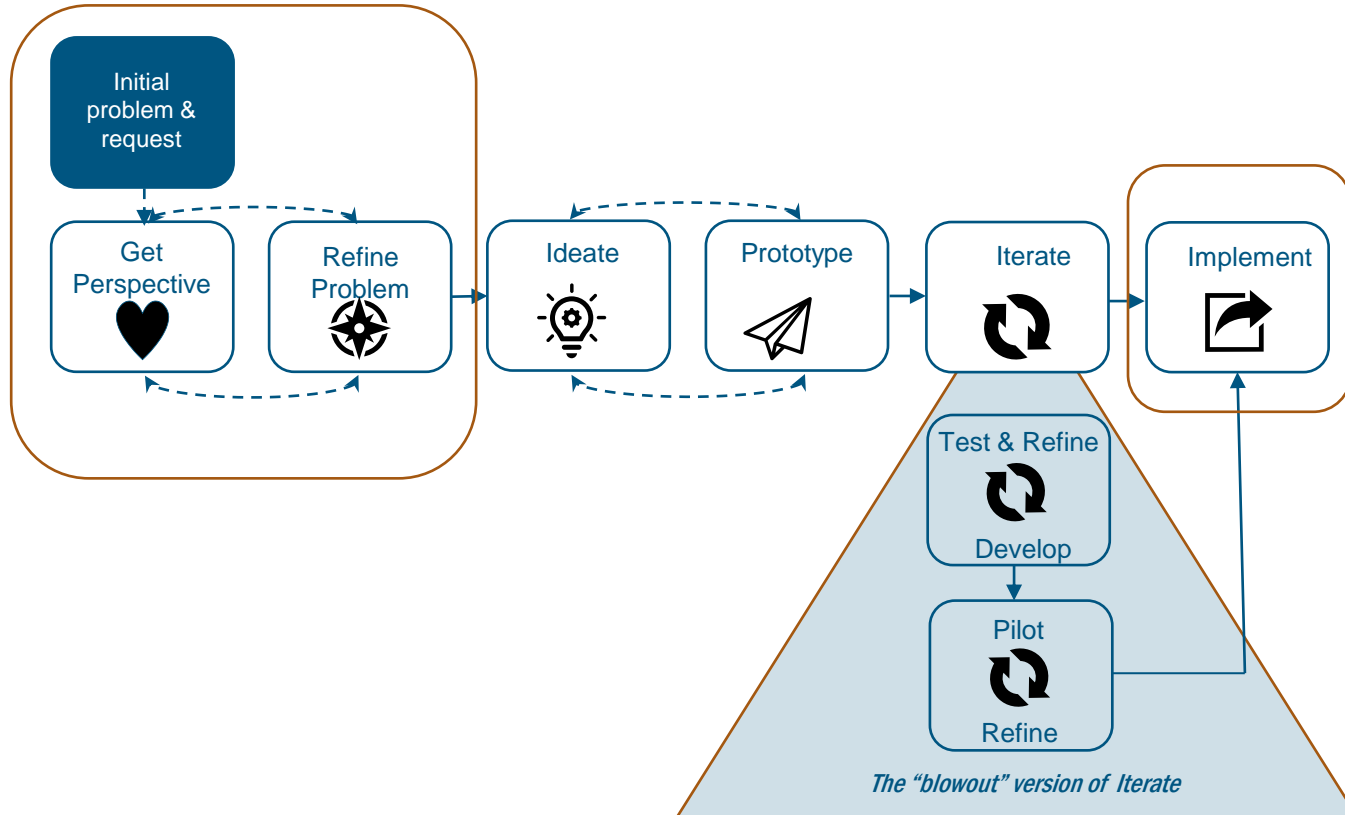 Initial
problem &
request
Get
Perspective
Refine
Problem
Ideate
Prototype
Iterate
Implement
Test & Refine
Develop
Pilot
Refine
The “blowout” version of Iterate